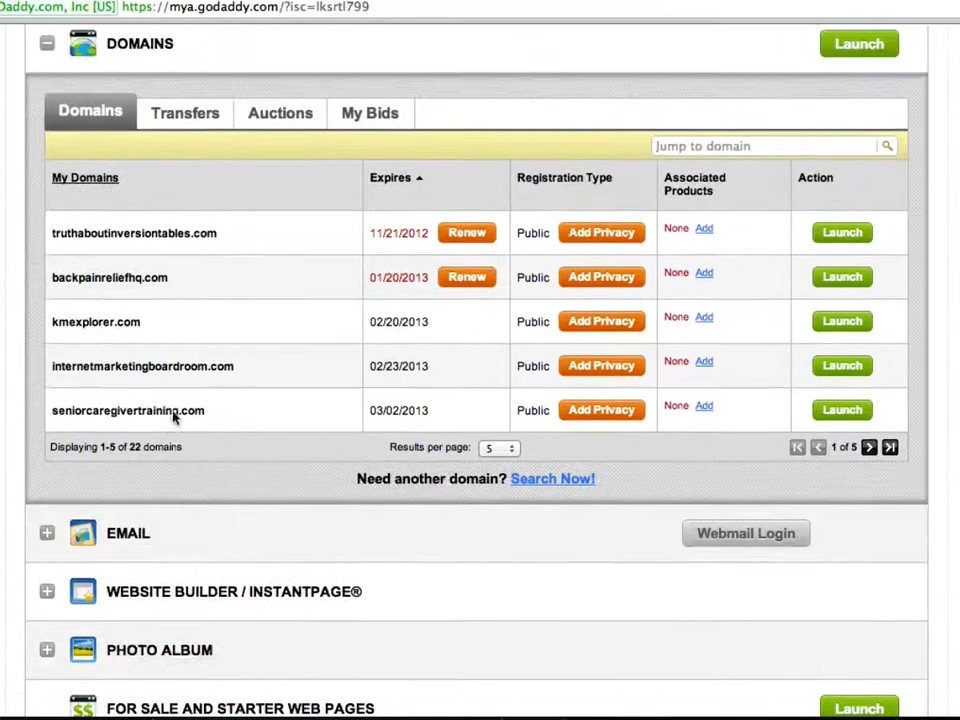 Daddy.com, Inc [US] https://mya.godaddy.com/?isc=lksrtl799
DOMAINS Launch
Domains Transfers Auctions My Bids
Jump to domain
My Domains Expires Registration Type Associated Products Action
truthaboutinversiontables.com 11/21/2012 Renew Public Add Privacy None Add Launch
backpainreliefhq.com 01/20/2013 Renew Public Add Privacy None Add Launch
kmexplorer.com 02/20/2013 Public Add Privacy None Add Launch
internetmarketingboardroom.com 02/23/2013 Public Add Privacy None Add Launch
seniorcaregivertraining.com 03/02/2013 Public Add Privacy None Add Launch
Displaying 1-5 of 22 domains Results per page: 5 1 of 5
Need another domain? Search Now!
EMAIL Webmail Login
WEBSITE BUILDER / INSTANTPAGE®
PHOTO ALBUM
$$ FOR SALE AND STARTER WEB PAGES Launch